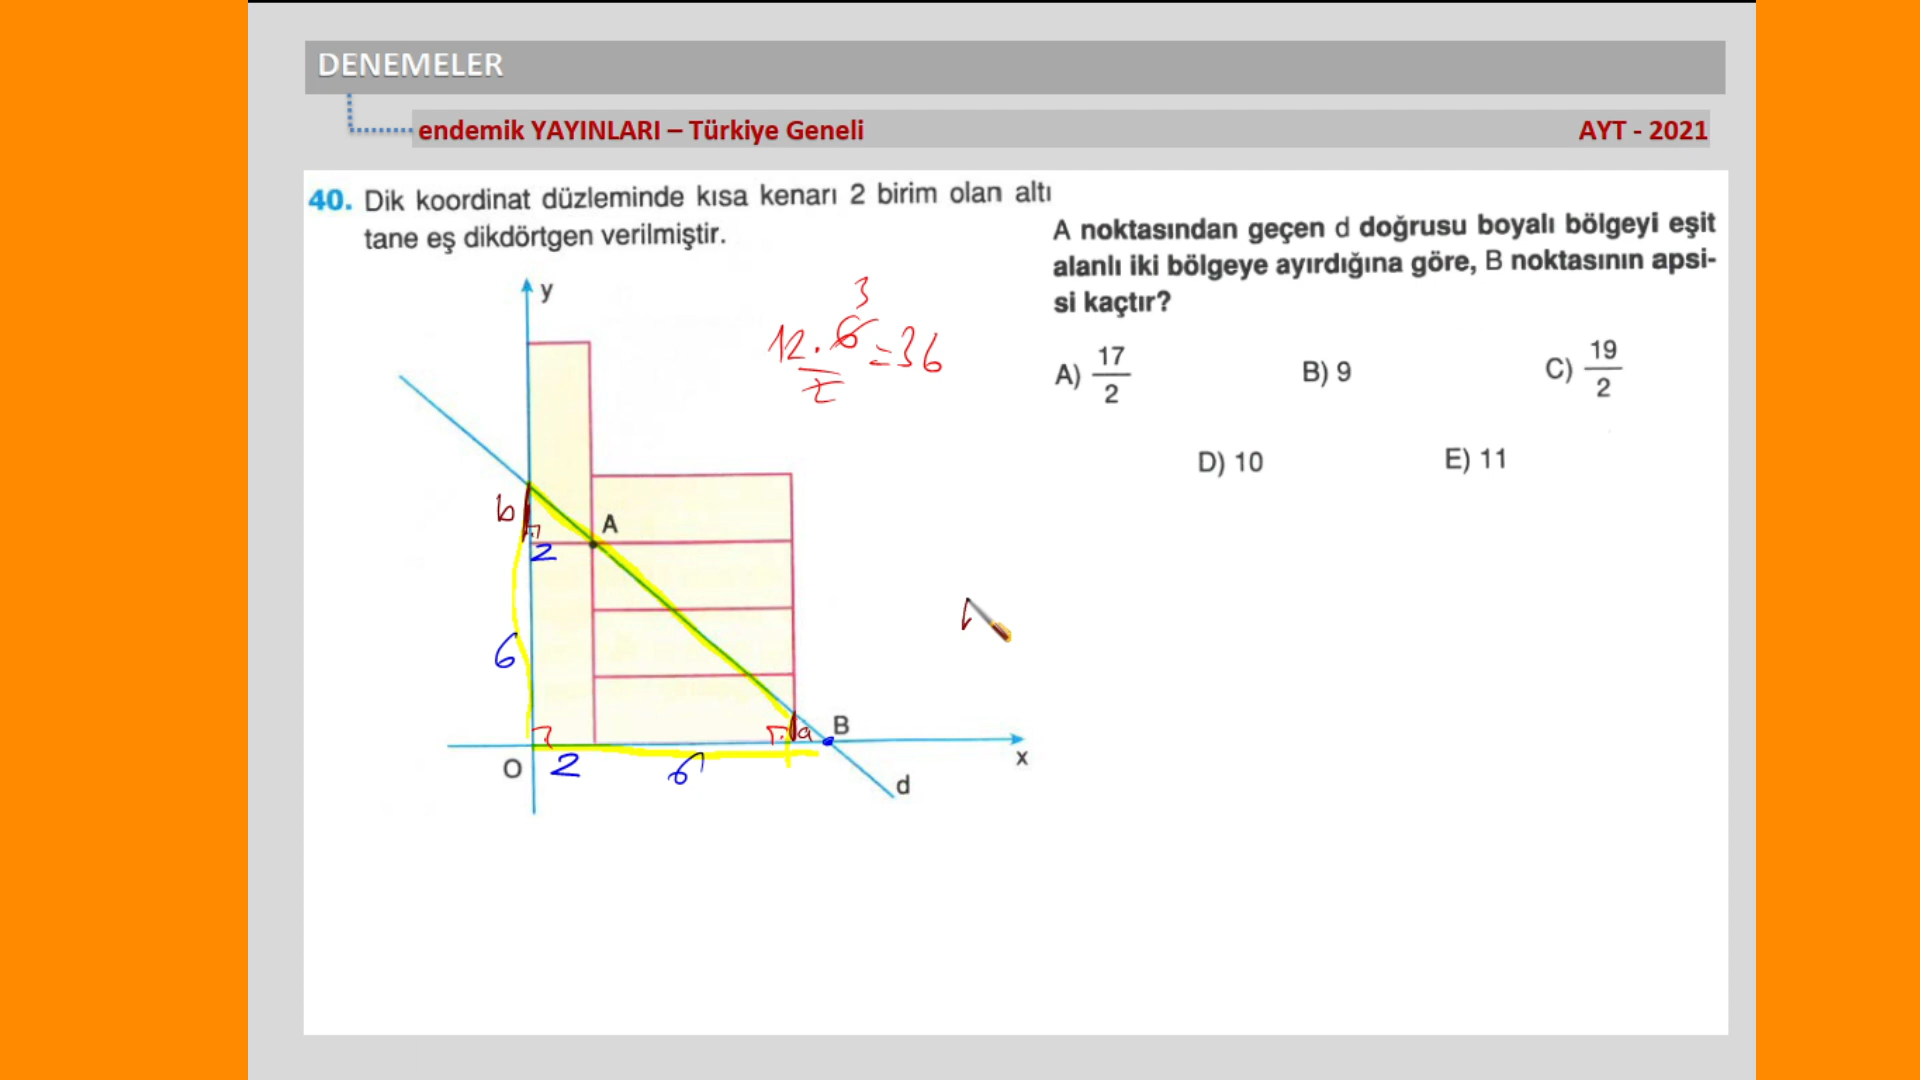 DENEMELER
endemik YAYINLARI – Türkiye Geneli
AYT - 2021
40. Dik koordinat düzleminde kısa kenarı 2 birim olan altı
tane eş dikdörtgen verilmiştir.
A noktasından geçen d doğrusu boyalı bölgeyi eşit
alanlı iki bölgeye ayırdığına göre, B noktasının apsi-
si kaçtır?
A) 17/2
B) 9
C) 19/2
D) 10
E) 11
y
3
12 . 6 = 36
2
b
A
2
6
a
B
O
2
6
x
d